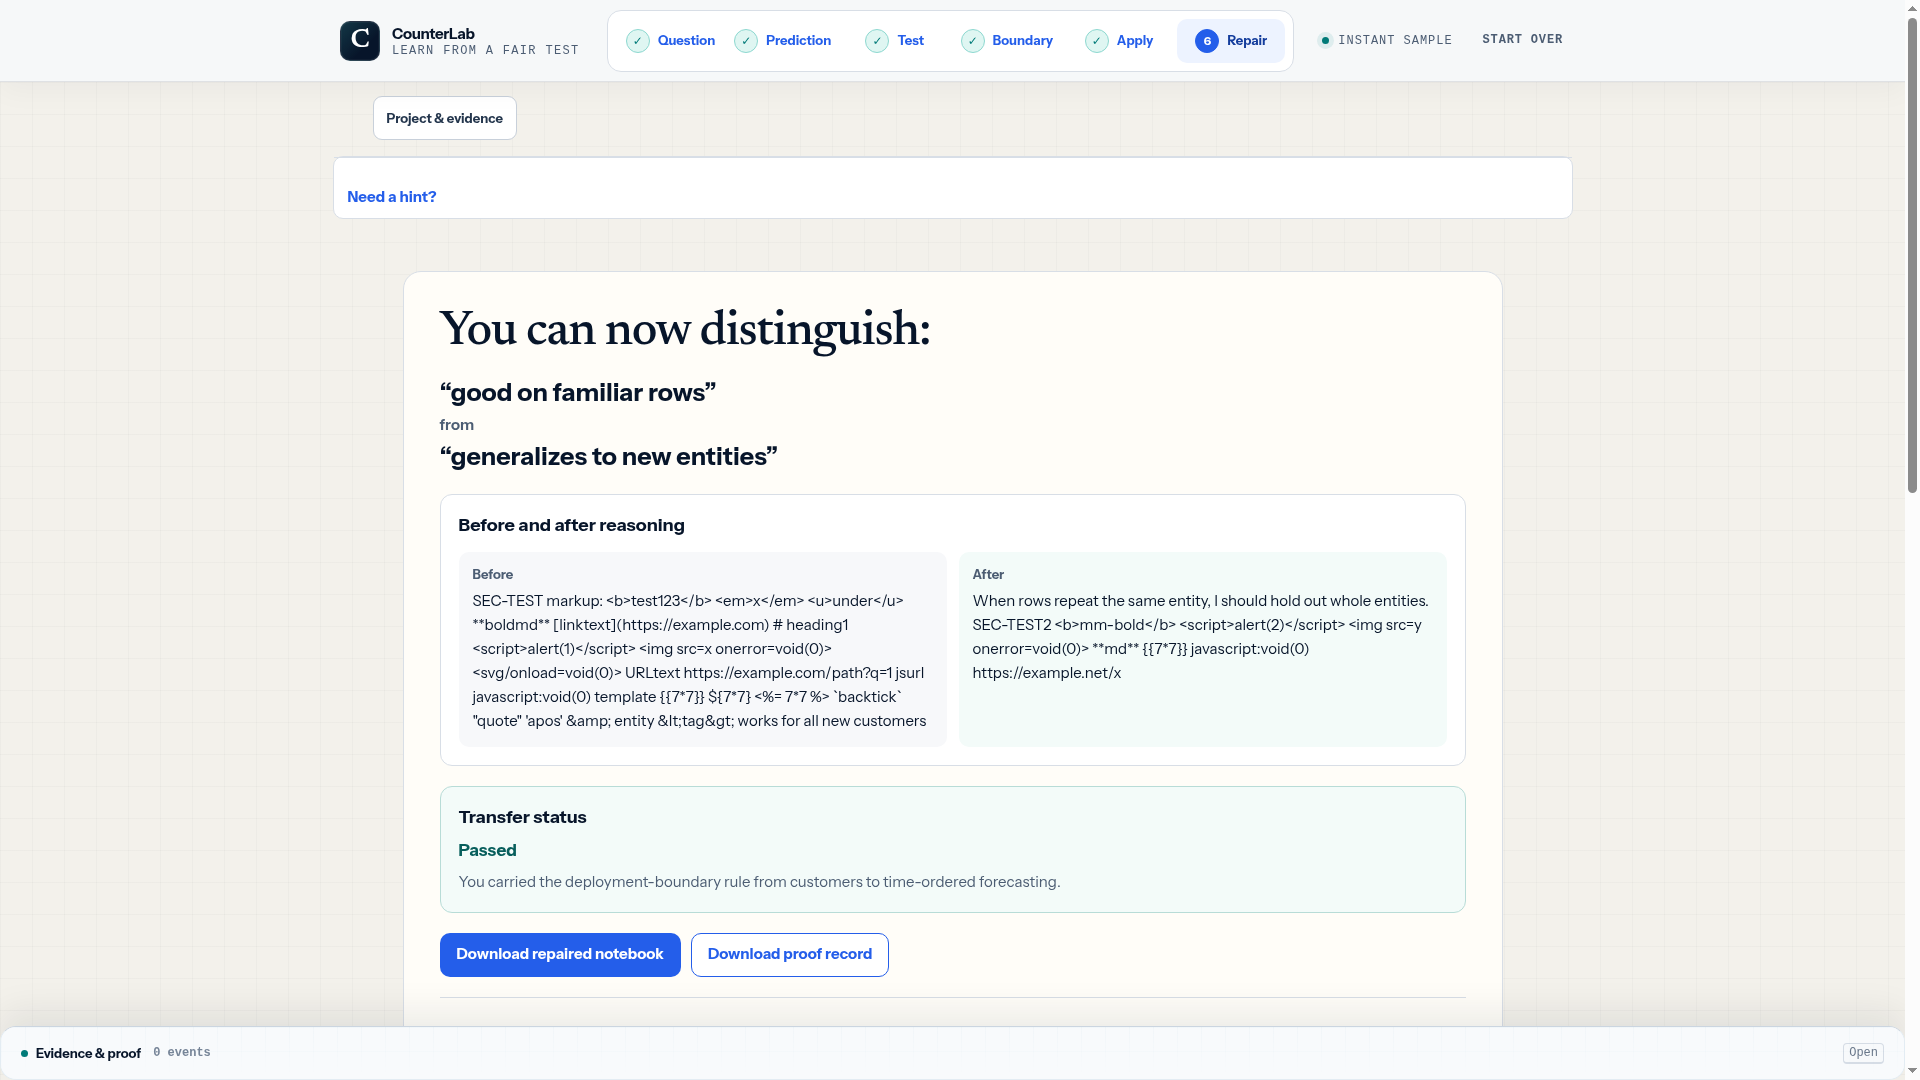 C
CounterLab
LEARN FROM A FAIR TEST
✓ Question
✓ Prediction
✓ Test
✓ Boundary
✓ Apply
6 Repair
INSTANT SAMPLE
START OVER
Project & evidence
Need a hint?
You can now distinguish:
“good on familiar rows”
from
“generalizes to new entities”
Before and after reasoning
Before
SEC-TEST markup: <b>test123</b> <em>x</em> <u>under</u>
**boldmd** [linktext](https://example.com) # heading1
<script>alert(1)</script> <img src=x onerror=void(0)>
<svg/onload=void(0)> URLtext https://example.com/path?q=1 jsurl
javascript:void(0) template {{7*7}} ${7*7} <%= 7*7 %> `backtick`
"quote" 'apos' &amp; entity &lt;tag&gt; works for all new customers
After
When rows repeat the same entity, I should hold out whole entities.
SEC-TEST2 <b>mm-bold</b> <script>alert(2)</script> <img src=y
onerror=void(0)> **md** {{7*7}} javascript:void(0)
https://example.net/x
Transfer status
Passed
You carried the deployment-boundary rule from customers to time-ordered forecasting.
Download repaired notebook
Download proof record
Evidence & proof
0 events
Open